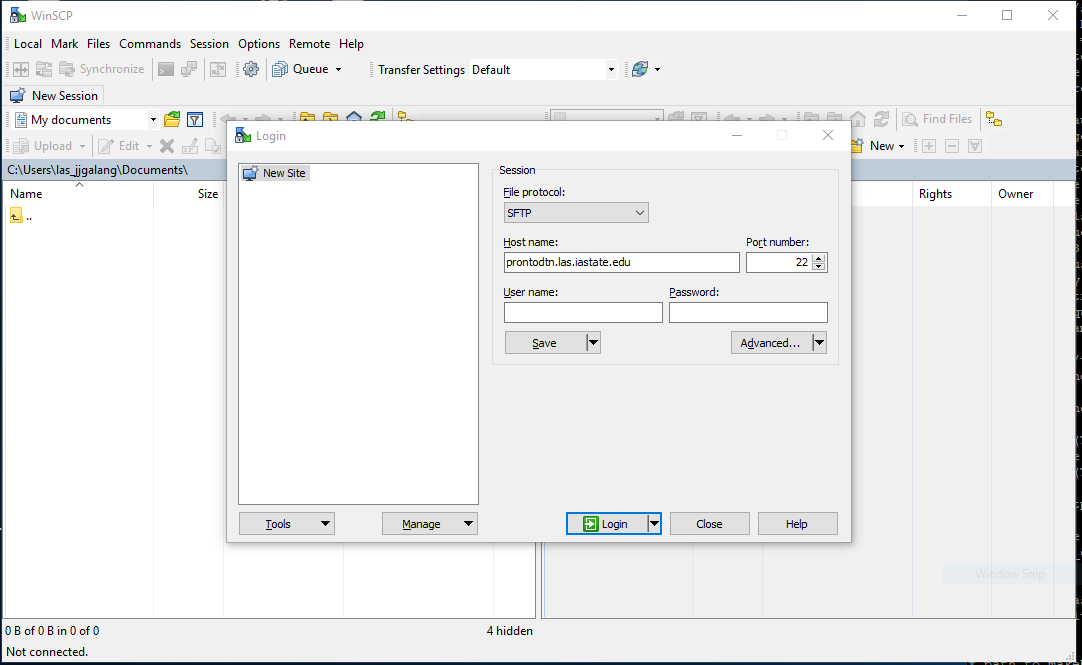 WinSCP
Local Mark Files Commands Session Options Remote Help
Synchronize Queue Transfer Settings Default
New Session
My documents Find Files
Upload Edit New
C:\Users\las_jjgalang\Documents\
Name Size Rights Owner
..
Login
New Site
Session
File protocol:
SFTP
Host name: Port number:
prontodtn.las.iastate.edu 22
User name: Password:
Save Advanced...
Tools Manage Login Close Help
Window Snip
0 B of 0 B in 0 of 0 4 hidden
Not connected.